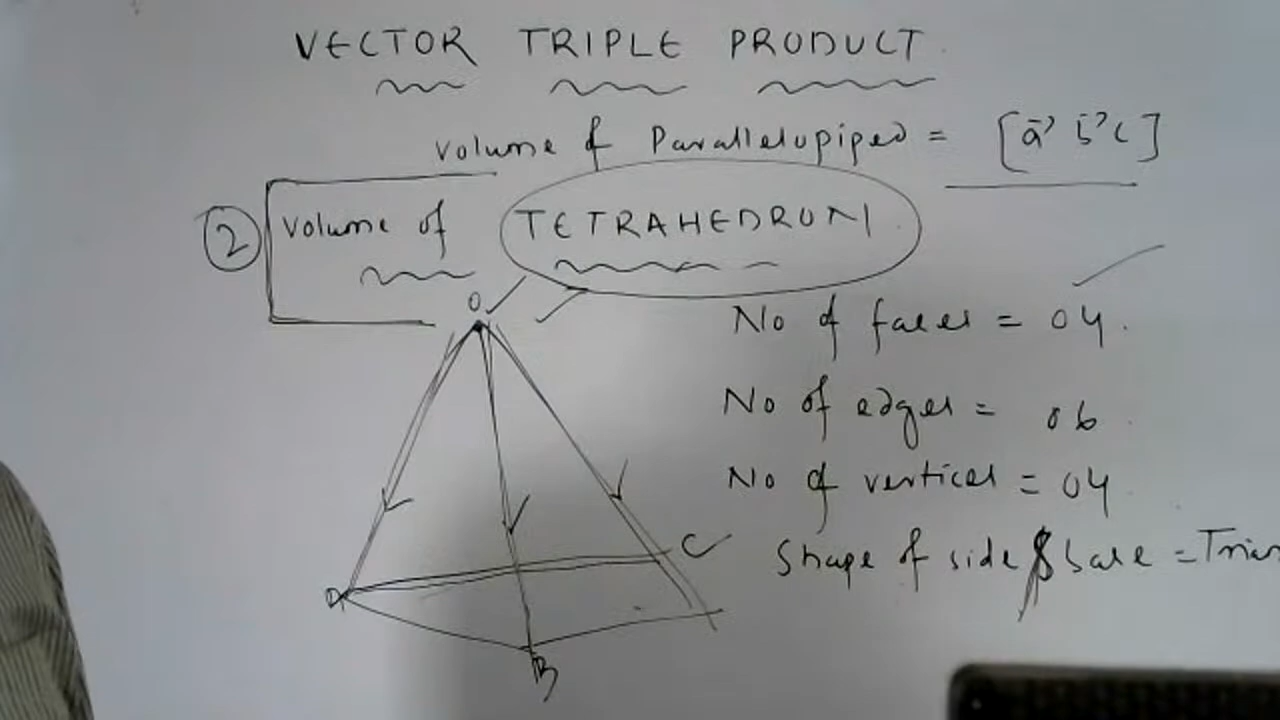 VECTOR TRIPLE PRODUCT
volume of Parallelopiped = [a⃗ b⃗ c]
② volume of TETRAHEDRON
O
No of faces = 04.
No of edges = 06
No of vertices = 04
C
Shape of side & base = Trian
A
B